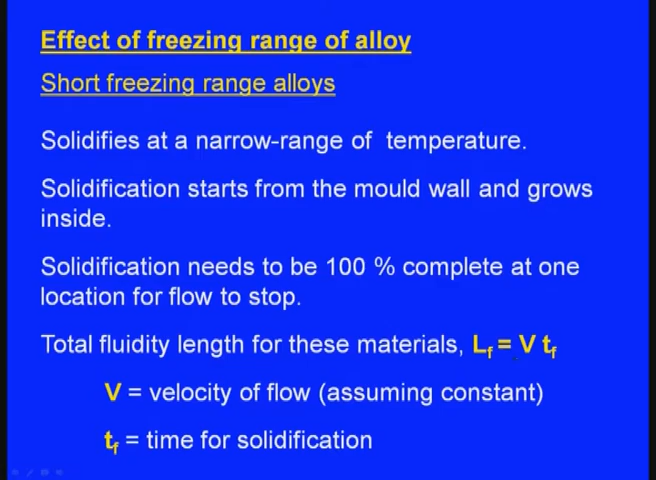 Effect of freezing range of alloy
Short freezing range alloys
Solidifies at a narrow-range of temperature.
Solidification starts from the mould wall and grows
inside.
Solidification needs to be 100 % complete at one
location for flow to stop.
Total fluidity length for these materials, Lf = V tf
V = velocity of flow (assuming constant)
tf = time for solidification